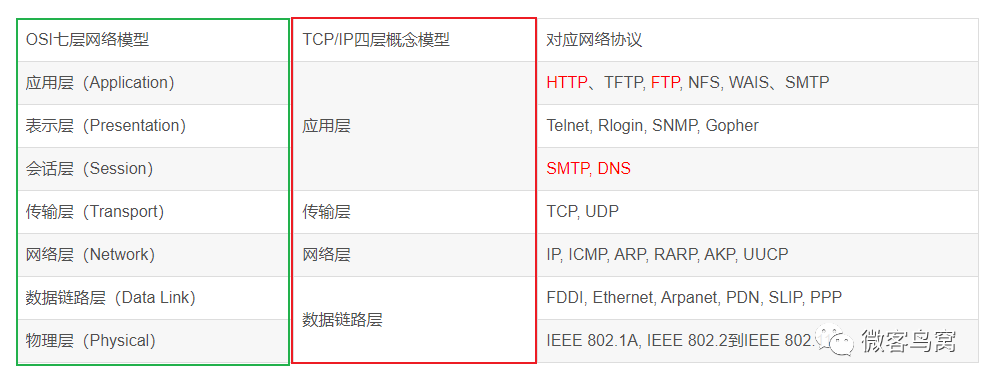 OSI七层网络模型 TCP/IP四层概念模型 对应网络协议
应用层（Application） HTTP、TFTP, FTP, NFS, WAIS、SMTP
表示层（Presentation） 应用层 Telnet, Rlogin, SNMP, Gopher
会话层（Session） SMTP, DNS
传输层（Transport） 传输层 TCP, UDP
网络层（Network） 网络层 IP, ICMP, ARP, RARP, AKP, UUCP
数据链路层（Data Link） FDDI, Ethernet, Arpanet, PDN, SLIP, PPP
数据链路层
物理层（Physical） IEEE 802.1A, IEEE 802.2到IEEE 802.
微客鸟窝